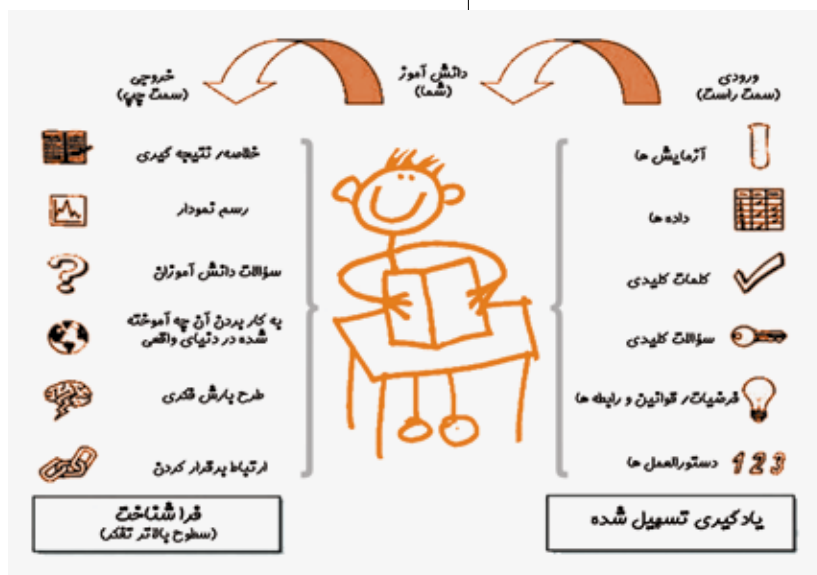 ورودی
(سمت راست)
دانش آموز
(شما)
خروجی
(سمت چپ)
آزمایش ها
داده ها
کلمات کلیدی
سؤالات کلیدی
فرضیات/ قوانین و رابطه ها
دستورالعمل ها
یادگیری تسهیل شده
خلاصه/ نتیجه گیری
رسم نمودار
سؤالات دانش آموزان
به کار بردن آن چه آموخته
شده در دنیای واقعی
طرح بارش فکری
ارتباط برقرار کردن
فراشناخت
(سطوح بالاتر تفکر)
123